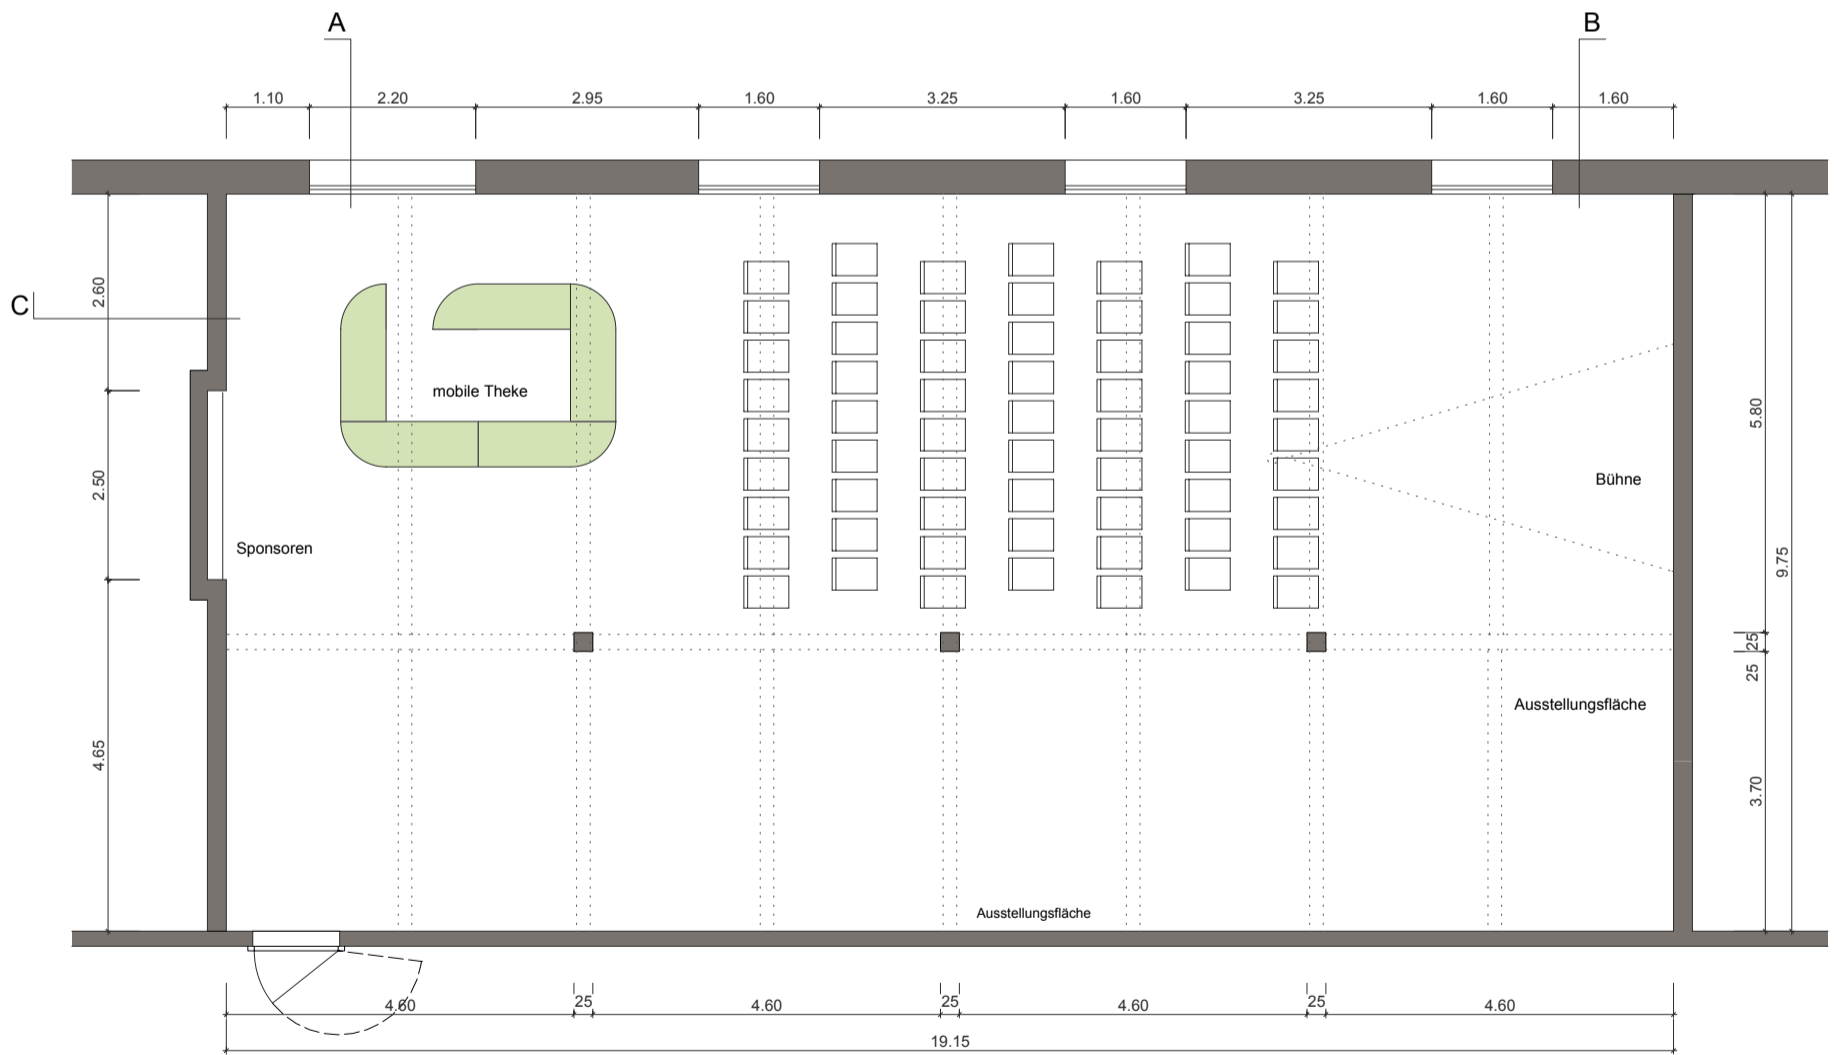 A
B
1.10 2.20 2.95 1.60 3.25 1.60 3.25 1.60 1.60
C
2.60
2.50
4.65
mobile Theke
Sponsoren
Bühne
Ausstellungsfläche
Ausstellungsfläche
5.80
9.75
25
25
3.70
4.60 25 4.60 25 4.60 25 4.60
19.15